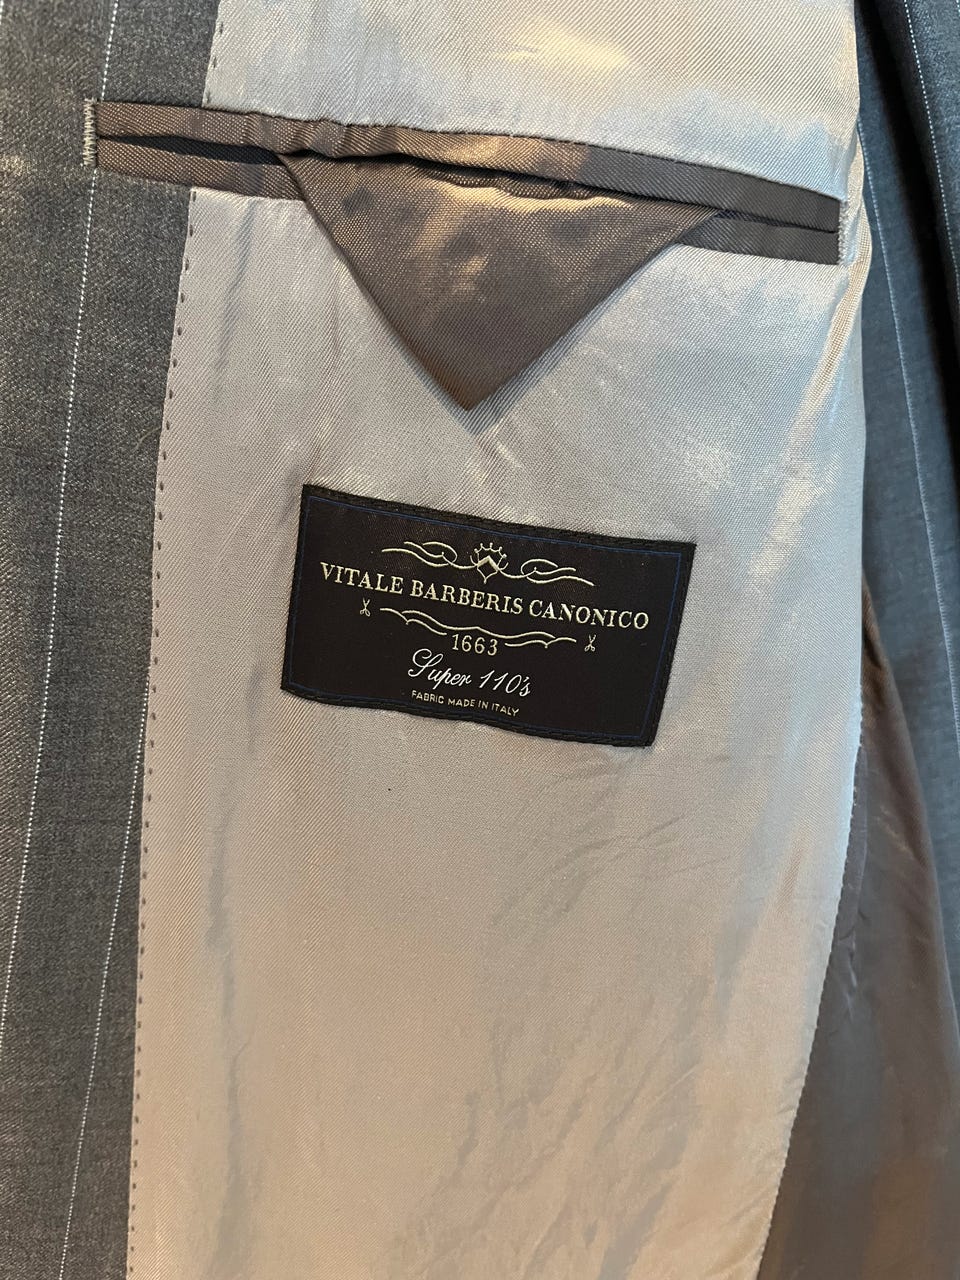 VITALE BARBERIS CANONICO
1663
Super 110's
FABRIC MADE IN ITALY